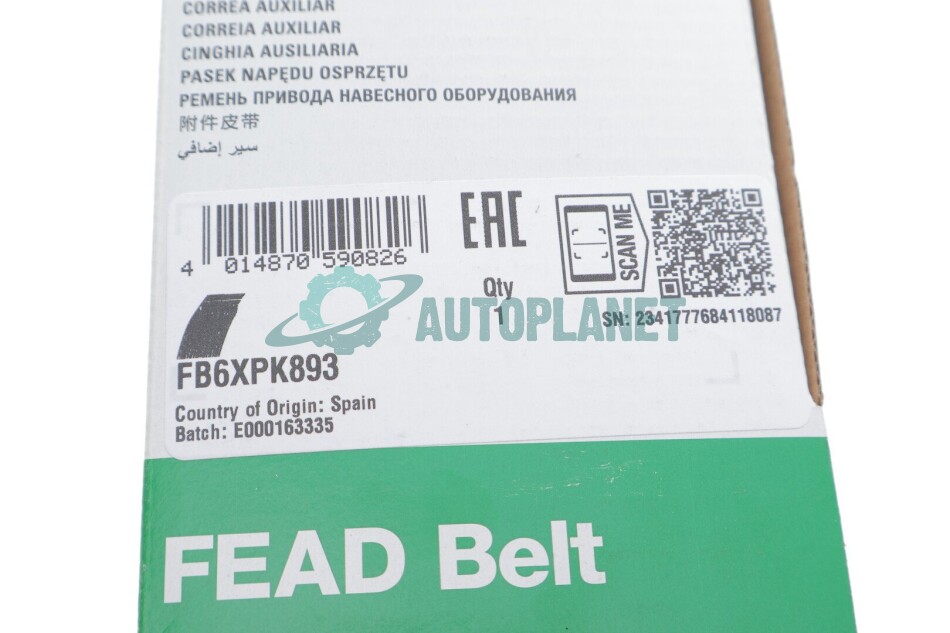 CORREA AUXILIAR
CORREIA AUXILIAR
CINGHIA AUSILIARIA
PASEK NAPĘDU OSPRZĘTU
РЕМЕНЬ ПРИВОДА НАВЕСНОГО ОБОРУДОВАНИЯ
附件皮带
سير إضافي
4 014870 590826
EAC
SCAN ME
Qty
1
SN: 2341777684118087
AUTOPLANET
FB6XPK893
Country of Origin: Spain
Batch: E000163335
FEAD Belt